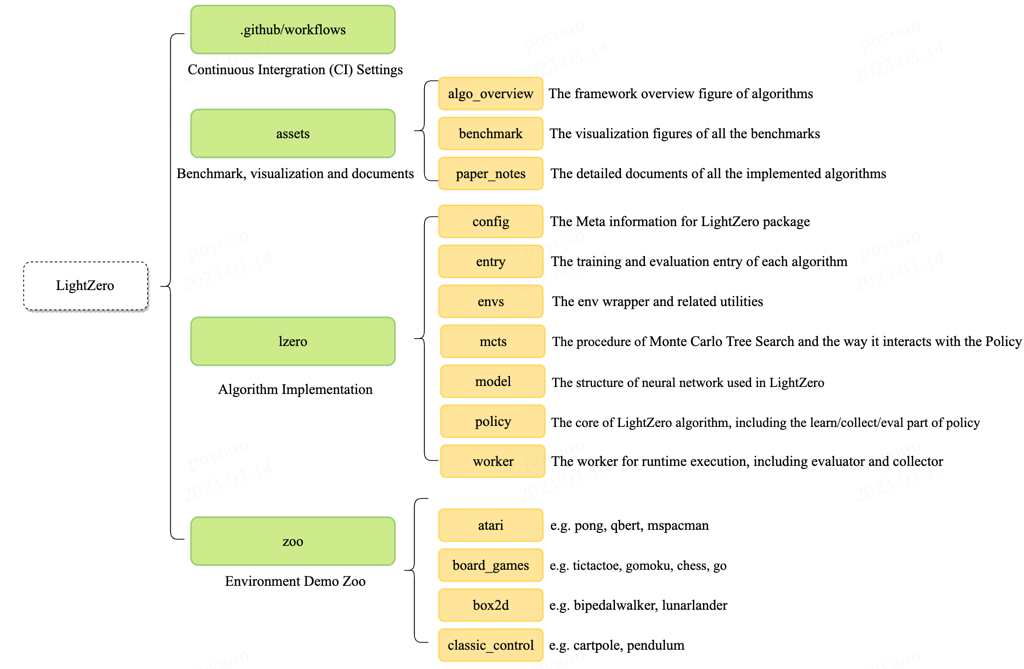 .github/workflows
Continuous Intergration (CI) Settings
assets
Benchmark, visualization and documents
algo_overview The framework overview figure of algorithms
benchmark The visualization figures of all the benchmarks
paper_notes The detailed documents of all the implemented algorithms
LightZero
lzero
Algorithm Implementation
config The Meta information for LightZero package
entry The training and evaluation entry of each algorithm
envs The env wrapper and related utilities
mcts The procedure of Monte Carlo Tree Search and the way it interacts with the Policy
model The structure of neural network used in LightZero
policy The core of LightZero algorithm, including the learn/collect/eval part of policy
worker The worker for runtime execution, including evaluator and collector
zoo
Environment Demo Zoo
atari e.g. pong, qbert, mspacman
board_games e.g. tictactoe, gomoku, chess, go
box2d e.g. bipedalwalker, lunarlander
classic_control e.g. cartpole, pendulum
puyuan
2023-03-14